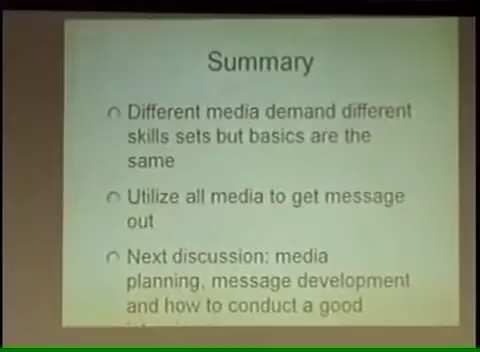 Summary
Different media demand different
skills sets but basics are the
same
Utilize all media to get message
out
Next discussion: media
planning, message development
and how to conduct a good